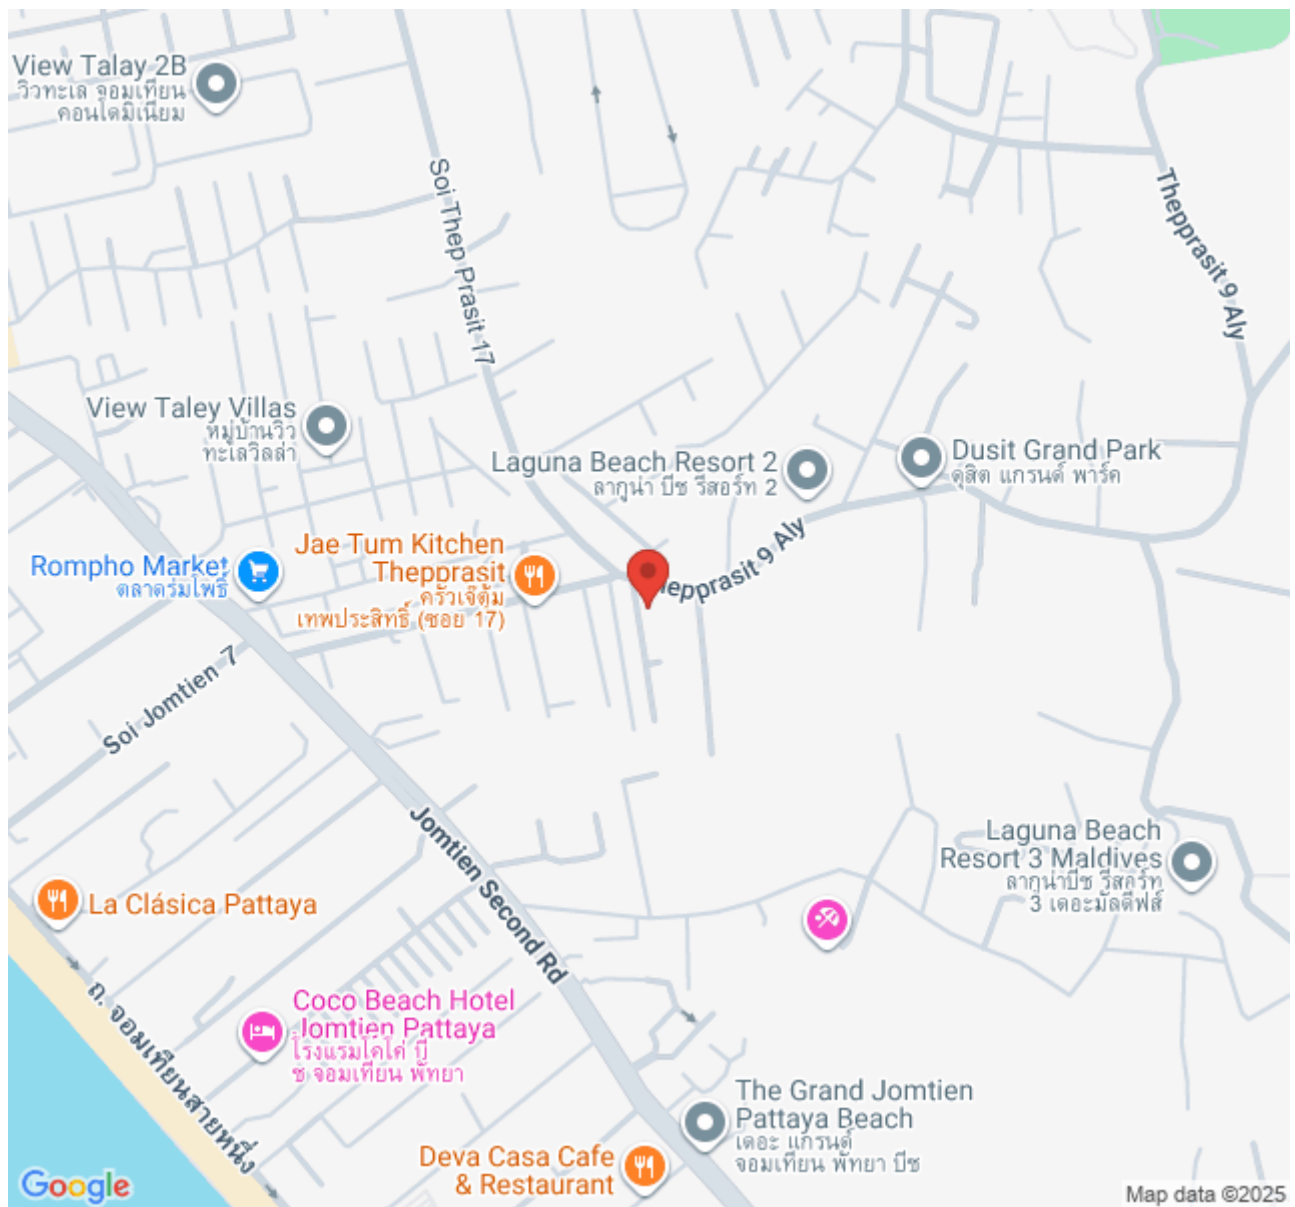 View Talay 2B
วิวทะเล จอมเทียน
คอนโดมิเนียม
Soi Thep Prasit 17
Thepprasit 9 Aly
View Taley Villas
หมู่บ้านวิว
ทะเลวิลล่า
Laguna Beach Resort 2
ลากูน่า บีช รีสอร์ท 2
Dusit Grand Park
ดุสิต แกรนด์ พาร์ค
Rompho Market
ตลาดร่มโพธิ์
Jae Tum Kitchen
Thepprasit
ครัวเจ๊ตุ้ม
เทพประสิทธิ์ (ซอย 17)
hepprasit 9 Aly
Soi Jomtien 7
Jomtien Second Rd
Laguna Beach
Resort 3 Maldives
ลากูน่าบีช รีสอร์ท
3 เดอะมัลดีฟส์
La Clásica Pattaya
ถ. จอมเทียนสายหนึ่ง
Coco Beach Hotel
Jomtien Pattaya
โรงแรมโคโค่ บี
ช จอมเทียน พัทยา
The Grand Jomtien
Pattaya Beach
เดอะ แกรนด์
จอมเทียน พัทยา บีช
Deva Casa Cafe
& Restaurant
Google
Map data ©2025